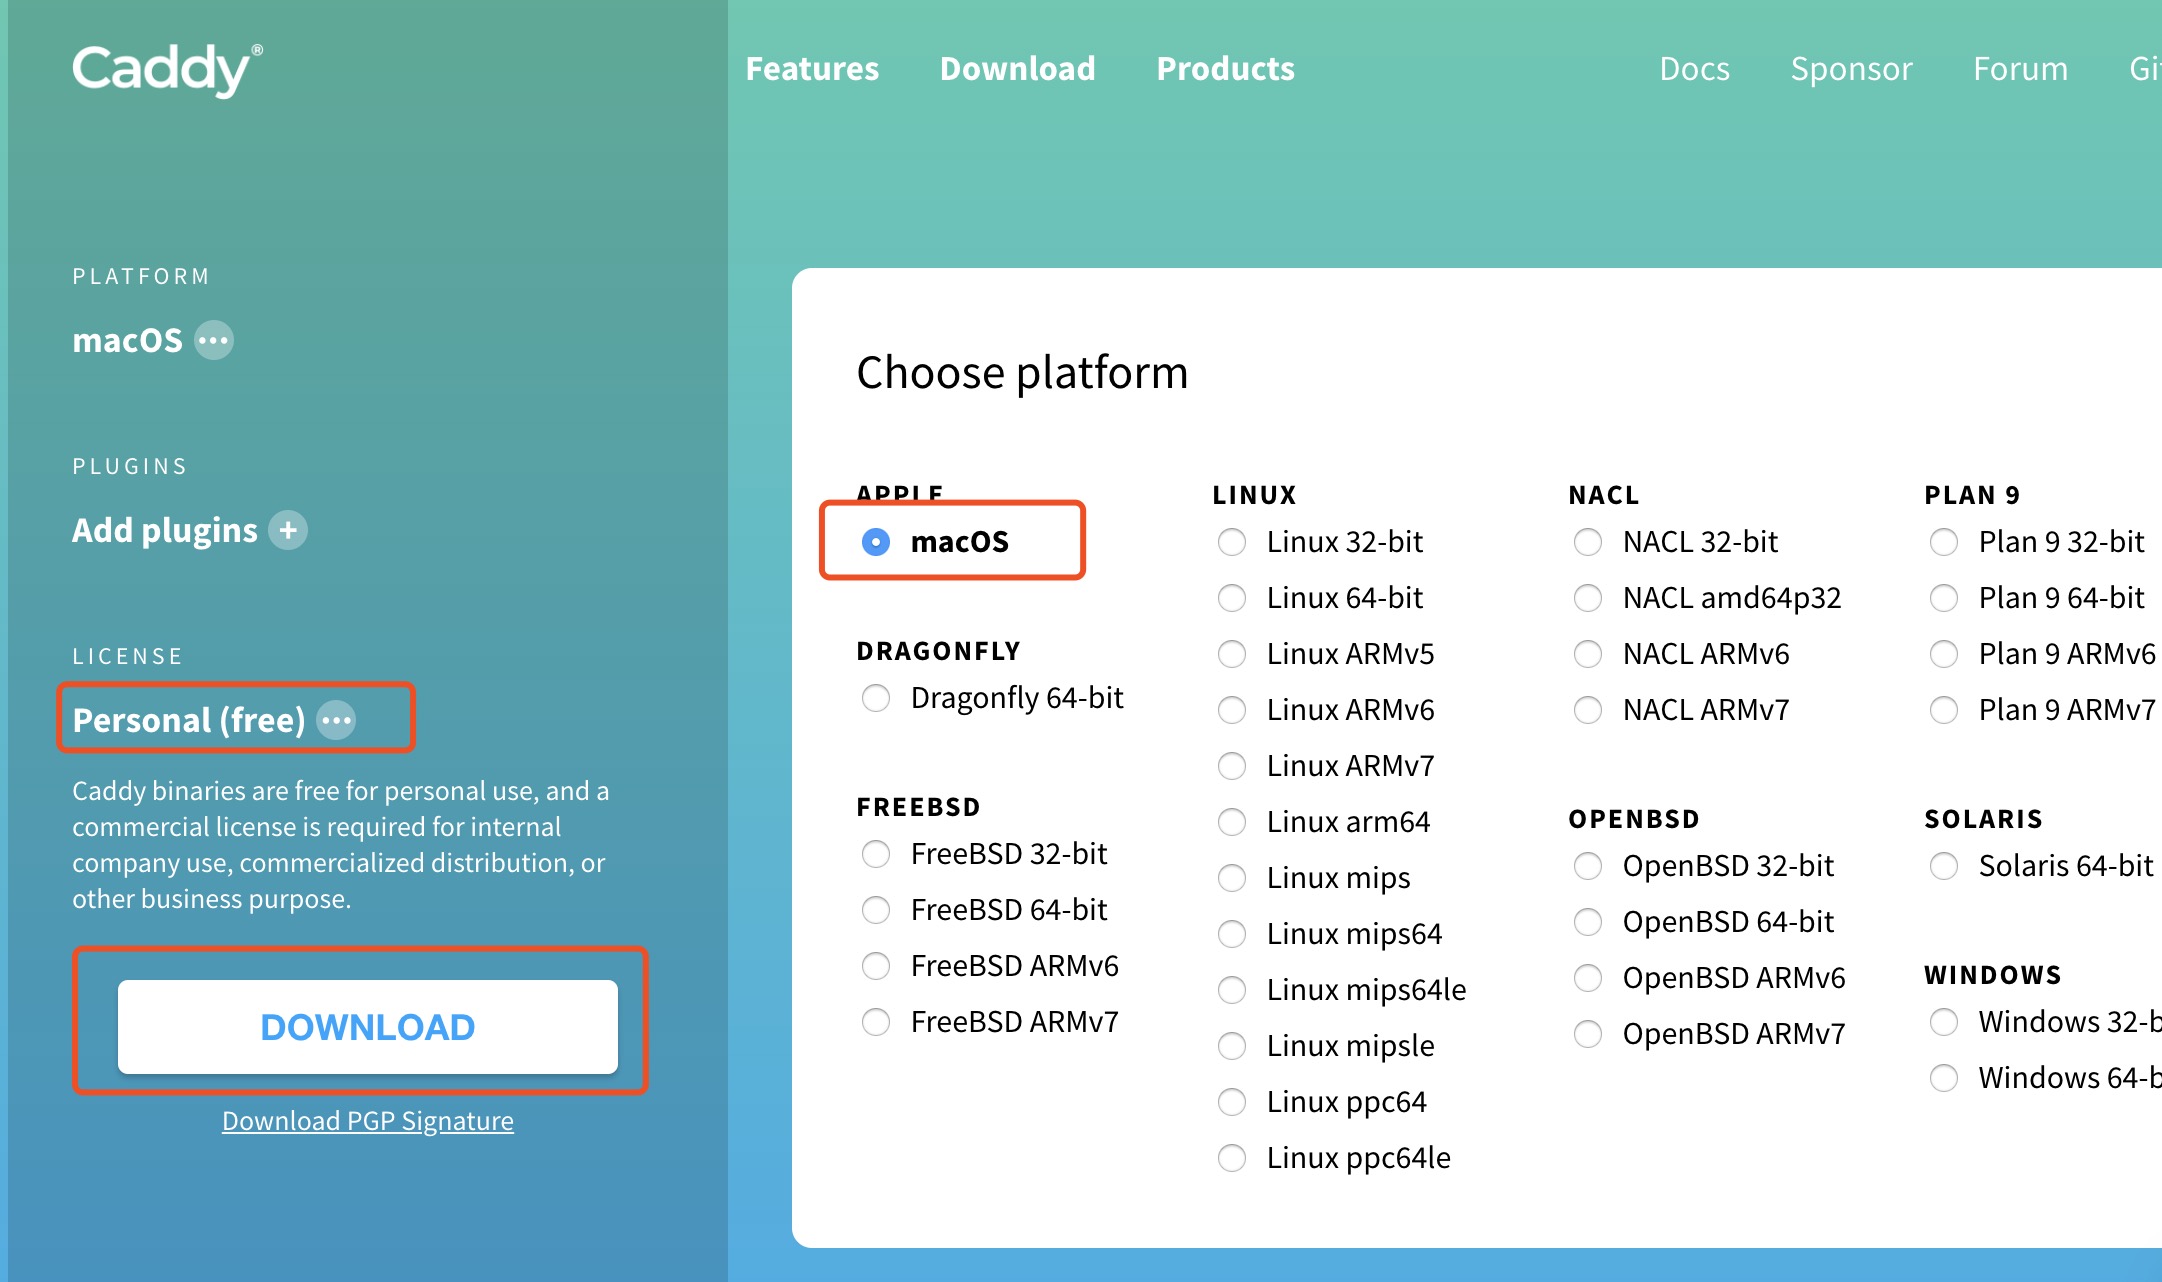 Caddy®
Features Download Products Docs Sponsor Forum
PLATFORM
macOS
PLUGINS
Add plugins +
LICENSE
Personal (free)
Caddy binaries are free for personal use, and a
commercial license is required for internal
company use, commercialized distribution, or
other business purpose.
DOWNLOAD
Download PGP Signature
Choose platform
APPLE
macOS
DRAGONFLY
Dragonfly 64-bit
FREEBSD
FreeBSD 32-bit
FreeBSD 64-bit
FreeBSD ARMv6
FreeBSD ARMv7
LINUX
Linux 32-bit
Linux 64-bit
Linux ARMv5
Linux ARMv6
Linux ARMv7
Linux arm64
Linux mips
Linux mips64
Linux mips64le
Linux mipsle
Linux ppc64
Linux ppc64le
NACL
NACL 32-bit
NACL amd64p32
NACL ARMv6
NACL ARMv7
OPENBSD
OpenBSD 32-bit
OpenBSD 64-bit
OpenBSD ARMv6
OpenBSD ARMv7
PLAN 9
Plan 9 32-bit
Plan 9 64-bit
Plan 9 ARMv6
Plan 9 ARMv7
SOLARIS
Solaris 64-bit
WINDOWS
Windows 32-b
Windows 64-b